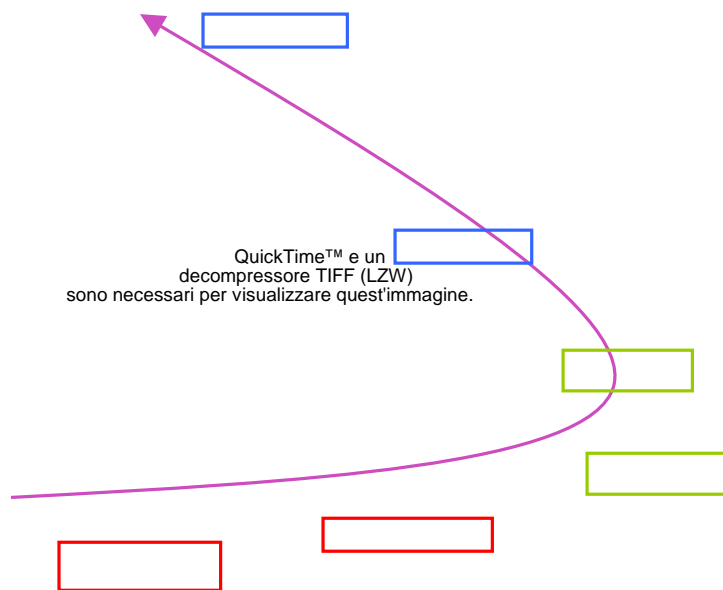 QuickTime™ e un
decompressore TIFF (LZW)
sono necessari per visualizzare quest'immagine.